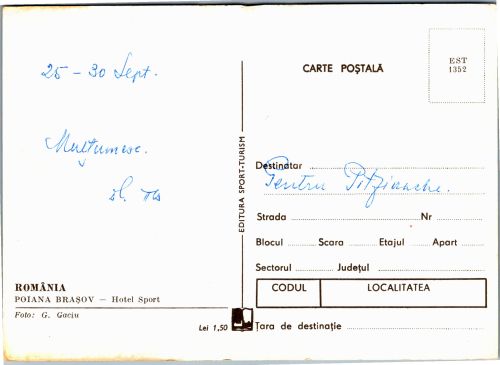 25 - 30 Sept.
Mulțumesc.
ROMÂNIA
POIANA BRAȘOV — Hotel Sport
Foto: G. Gaciu
Lei 1,50
EDITURA SPORT-TURISM
CARTE POȘTALĂ
EST
1352
Destinatar
Pentru
Strada Nr
Blocul Scara Etajul Apart
Sectorul Județul
CODUL LOCALITATEA
Țara de destinație